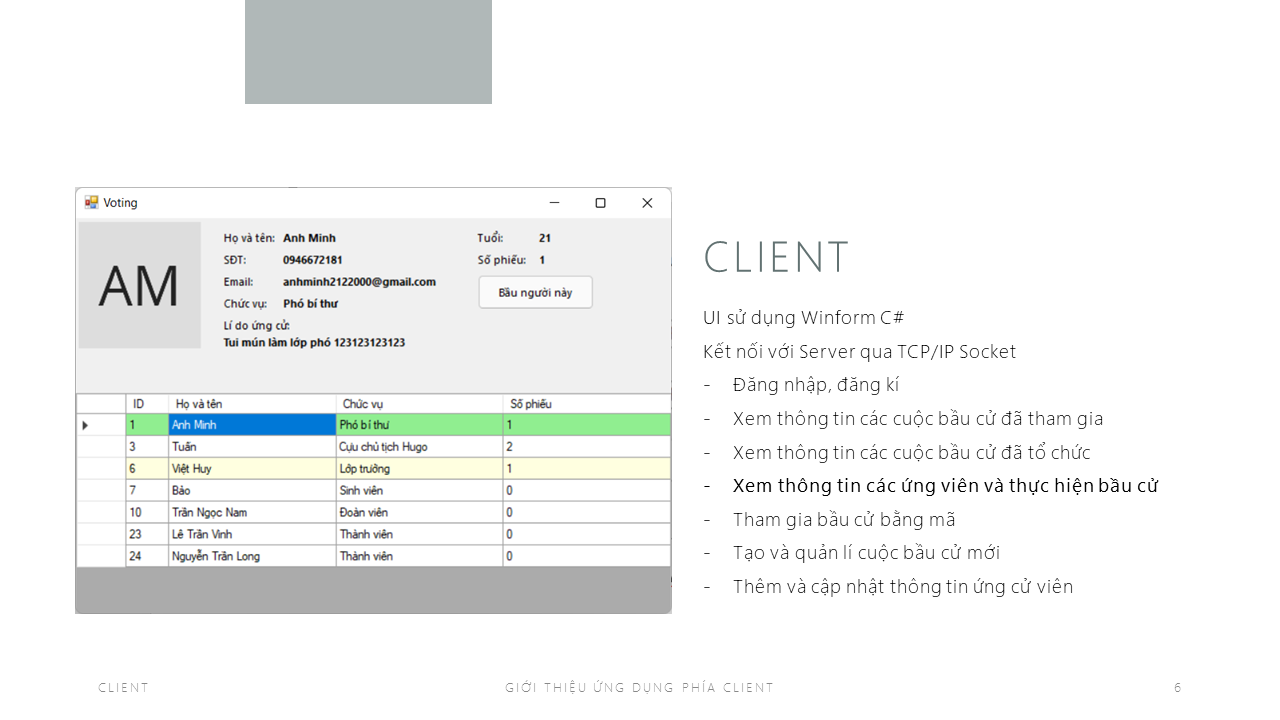 Voting
AM
Họ và tên: Anh Minh
SĐT: 0946672181
Email: anhminh2122000@gmail.com
Chức vụ: Phó bí thư
Lí do ứng cử:
Tui mún làm lớp phó 123123123123
Tuổi: 21
Số phiếu: 1
Bầu người này
ID Họ và tên Chức vụ Số phiếu
1 Anh Minh Phó bí thư 1
3 Tuấn Cựu chủ tịch Hugo 2
6 Việt Huy Lớp trưởng 1
7 Bảo Sinh viên 0
10 Trần Ngọc Nam Đoàn viên 0
23 Lê Trần Vinh Thành viên 0
24 Nguyễn Trần Long Thành viên 0
CLIENT
UI sử dụng Winform C#
Kết nối với Server qua TCP/IP Socket
- Đăng nhập, đăng kí
- Xem thông tin các cuộc bầu cử đã tham gia
- Xem thông tin các cuộc bầu cử đã tổ chức
- Xem thông tin các ứng viên và thực hiện bầu cử
- Tham gia bầu cử bằng mã
- Tạo và quản lí cuộc bầu cử mới
- Thêm và cập nhật thông tin ứng cử viên
CLIENT
GIỚI THIỆU ỨNG DỤNG PHÍA CLIENT
6